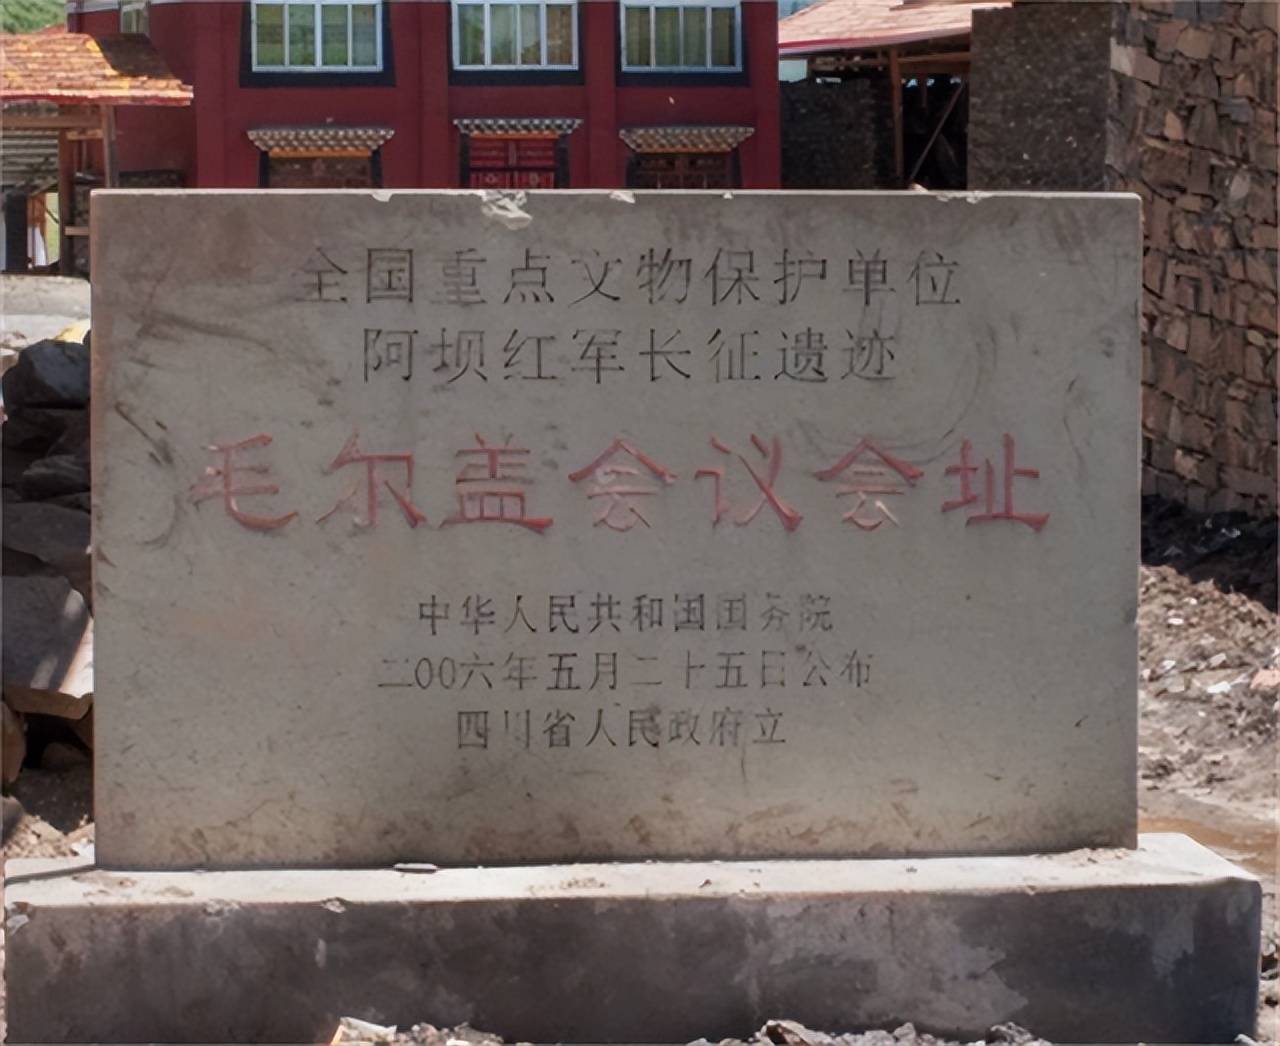 全国重点文物保护单位
阿坝红军长征遗迹
毛尔盖会议会址
中华人民共和国国务院
二00六年五月二十五日公布
四川省人民政府立